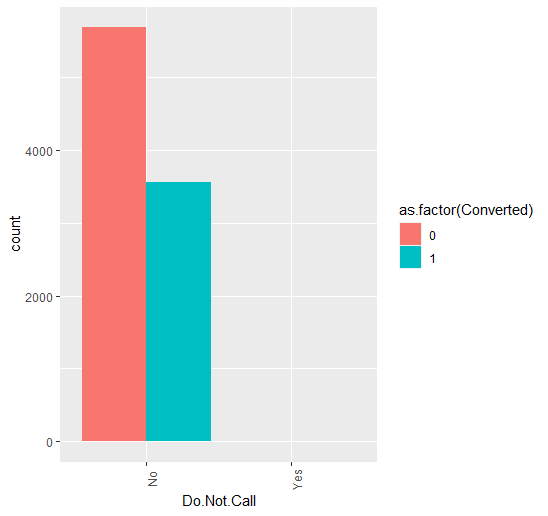 count
4000
2000
0
No
Yes
Do.Not.Call
as.factor(Converted)
0
1